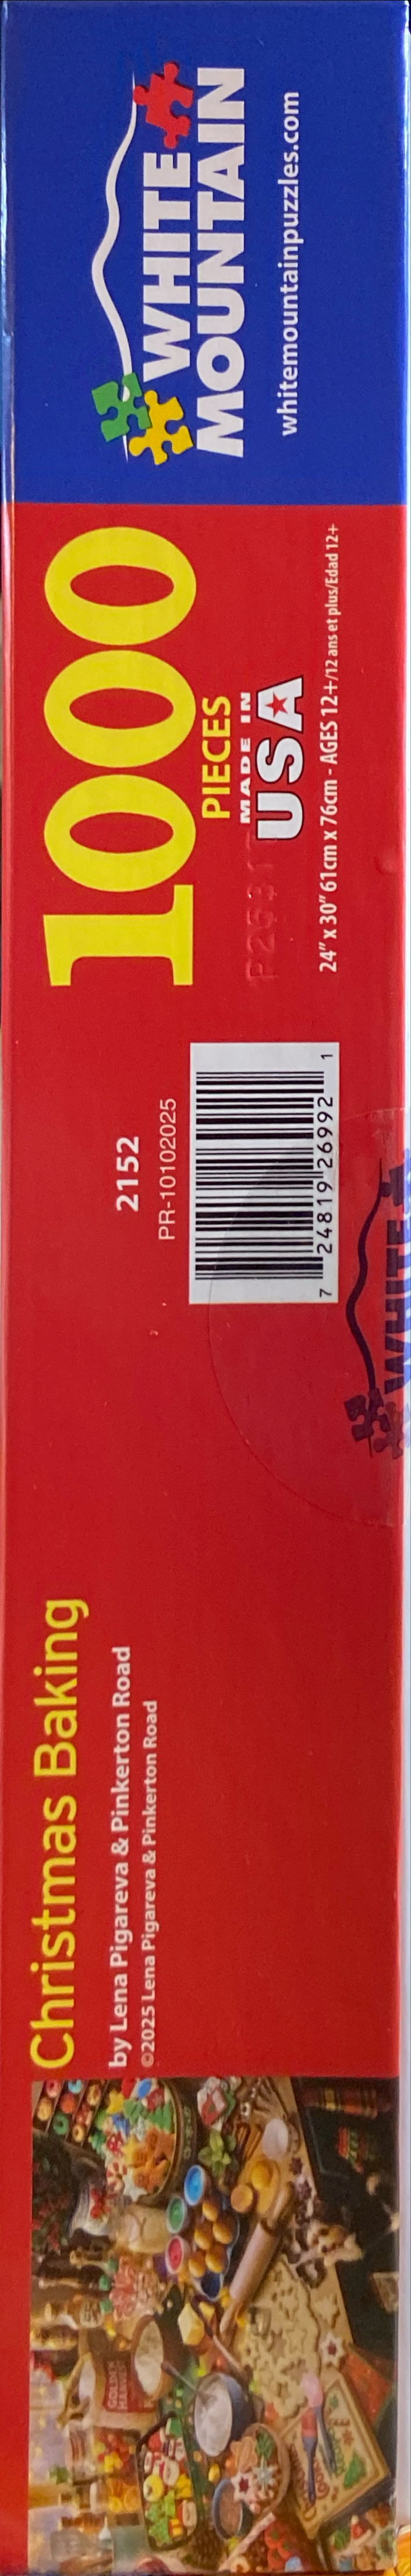 Christmas Baking
by Lena Pigareva & Pinkerton Road
©2025 Lena Pigareva & Pinkerton Road
2152
PR-10102025
7 24819 26992 1
WHITE
1000
PIECES
MADE IN
USA
24" x 30" 61cm x 76cm - AGES 12+/12 ans et plus/Edad 12+
WHITE
MOUNTAIN
whitemountainpuzzles.com